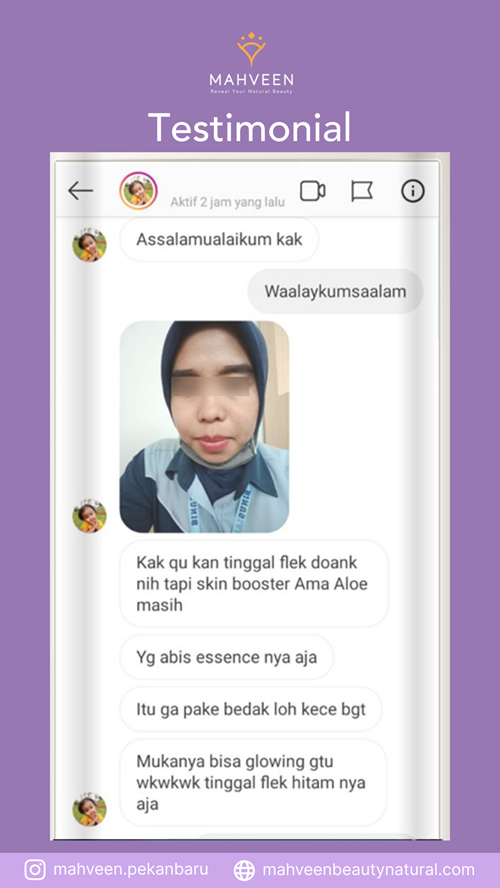 MAHVEEN
Reveal Your Natural Beauty
Testimonial
Aktif 2 jam yang lalu
Assalamualaikum kak
Waalaykumsaalam
Kak qu kan tinggal flek doank
nih tapi skin booster Ama Aloe
masih
Yg abis essence nya aja
Itu ga pake bedak loh kece bgt
Mukanya bisa glowing gtu
wkwkwk tinggal flek hitam nya
aja
mahveen.pekanbaru
mahveenbeautynatural.com